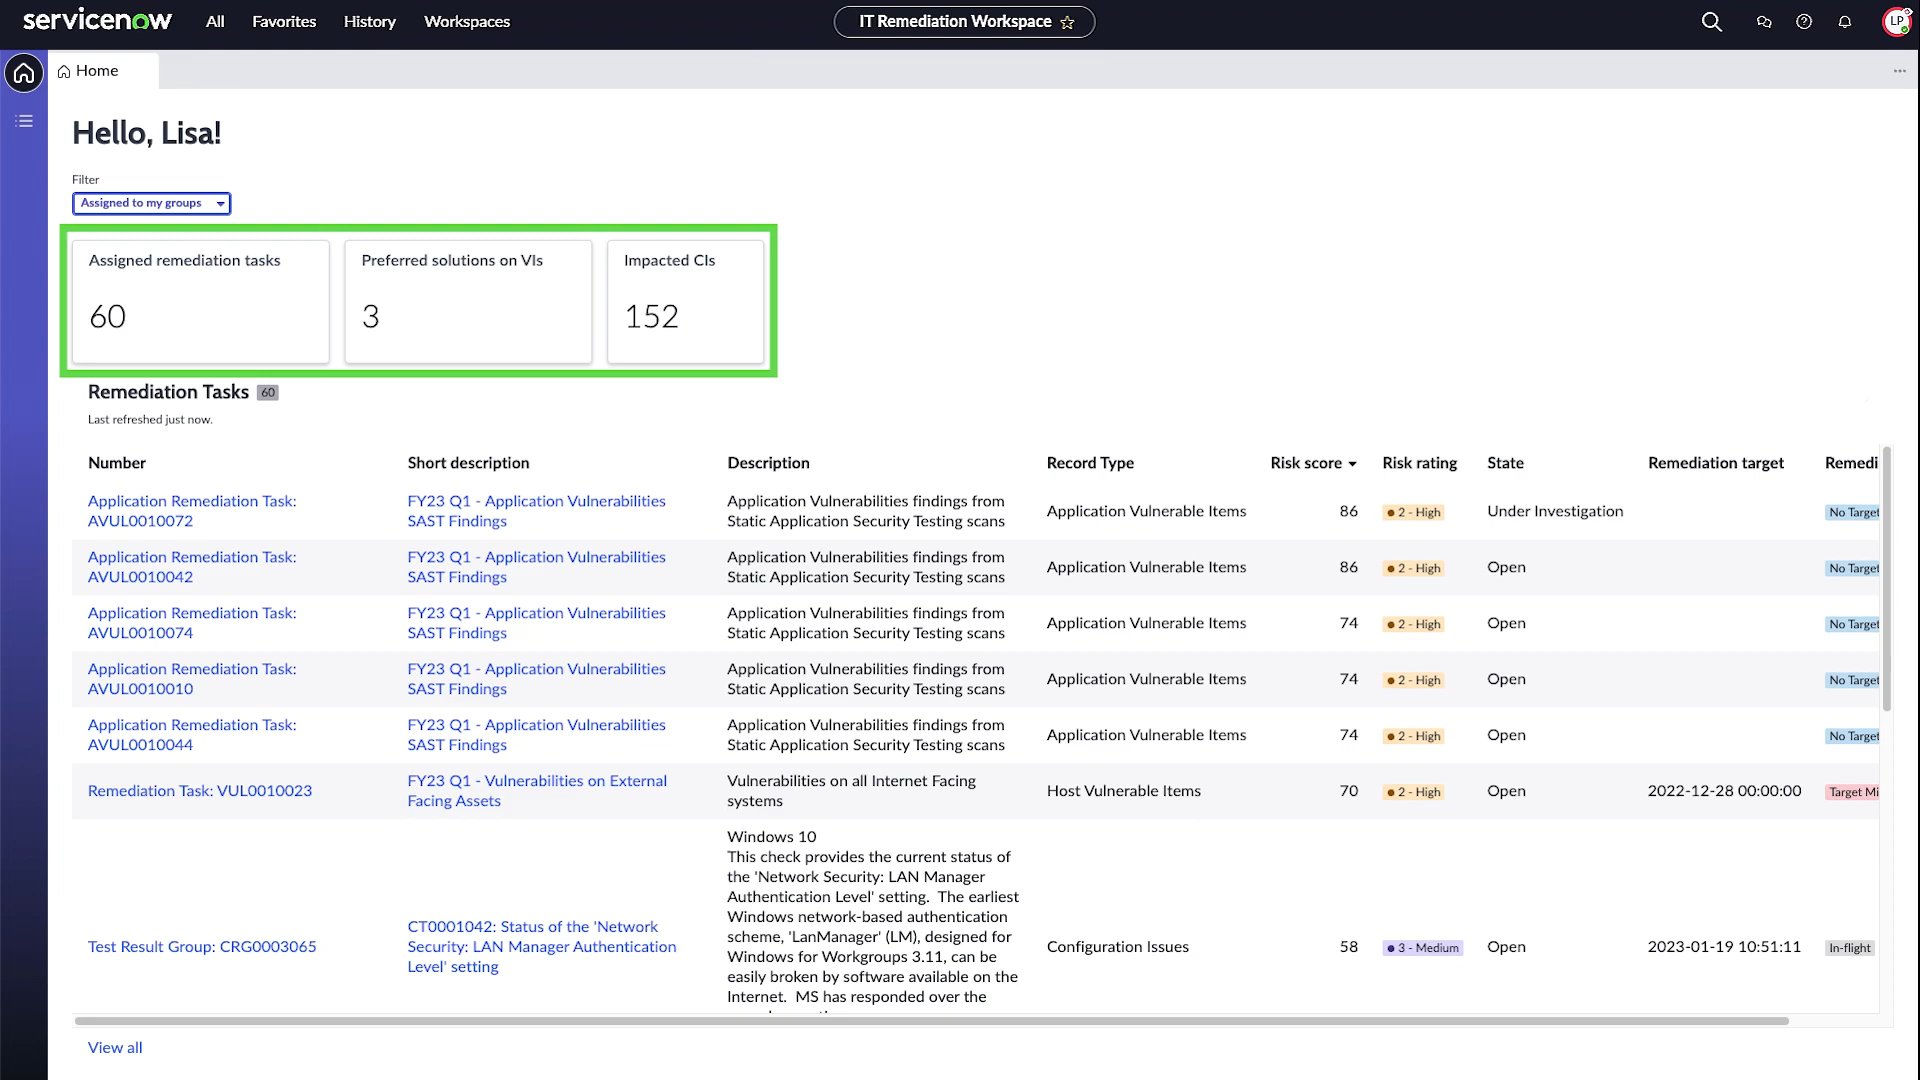 servicenow All Favorites History Workspaces IT Remediation Workspace LP
Home
Hello, Lisa!
Filter
Assigned to my groups
Assigned remediation tasks Preferred solutions on VIs Impacted CIs
60 3 152
Remediation Tasks 60
Last refreshed just now.
Number Short description Description Record Type Risk score Risk rating State Remediation target Remedi
Application Remediation Task: AVUL0010072
FY23 Q1 - Application Vulnerabilities SAST Findings
Application Vulnerabilities findings from Static Application Security Testing scans
Application Vulnerable Items 86 2 - High Under Investigation No Target
Application Remediation Task: AVUL0010042
FY23 Q1 - Application Vulnerabilities SAST Findings
Application Vulnerabilities findings from Static Application Security Testing scans
Application Vulnerable Items 86 2 - High Open No Target
Application Remediation Task: AVUL0010074
FY23 Q1 - Application Vulnerabilities SAST Findings
Application Vulnerabilities findings from Static Application Security Testing scans
Application Vulnerable Items 74 2 - High Open No Target
Application Remediation Task: AVUL0010010
FY23 Q1 - Application Vulnerabilities SAST Findings
Application Vulnerabilities findings from Static Application Security Testing scans
Application Vulnerable Items 74 2 - High Open No Target
Application Remediation Task: AVUL0010044
FY23 Q1 - Application Vulnerabilities SAST Findings
Application Vulnerabilities findings from Static Application Security Testing scans
Application Vulnerable Items 74 2 - High Open No Target
Remediation Task: VUL0010023
FY23 Q1 - Vulnerabilities on External Facing Assets
Vulnerabilities on all Internet Facing systems
Host Vulnerable Items 70 2 - High Open 2022-12-28 00:00:00 Target Mi
Test Result Group: CRG0003065
CT0001042: Status of the 'Network
Security: LAN Manager Authentication
Level' setting
Windows 10
This check provides the current status of
the 'Network Security: LAN Manager
Authentication Level' setting. The earliest
Windows network-based authentication
scheme, 'LanManager' (LM), designed for
Windows for Workgroups 3.11, can be
easily broken by software available on the
Internet. MS has responded over the
Configuration Issues 58 3 - Medium Open 2023-01-19 10:51:11 In-flight
View all